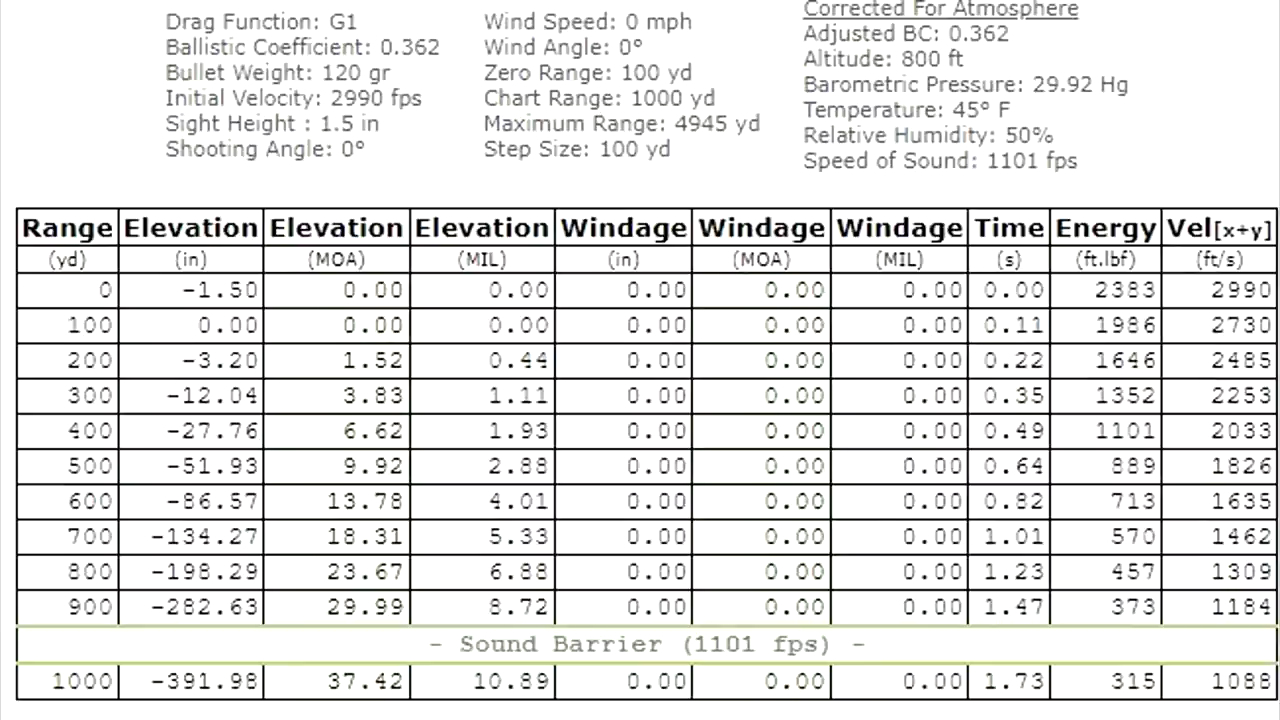 Drag Function: G1
Ballistic Coefficient: 0.362
Bullet Weight: 120 gr
Initial Velocity: 2990 fps
Sight Height : 1.5 in
Shooting Angle: 0°
Wind Speed: 0 mph
Wind Angle: 0°
Zero Range: 100 yd
Chart Range: 1000 yd
Maximum Range: 4945 yd
Step Size: 100 yd
Corrected For Atmosphere
Adjusted BC: 0.362
Altitude: 800 ft
Barometric Pressure: 29.92 Hg
Temperature: 45° F
Relative Humidity: 50%
Speed of Sound: 1101 fps
Range Elevation Elevation Elevation Windage Windage Windage Time Energy Vel[x+y]
(yd) (in) (MOA) (MIL) (in) (MOA) (MIL) (s) (ft.lbf) (ft/s)
0 -1.50 0.00 0.00 0.00 0.00 0.00 0.00 2383 2990
100 0.00 0.00 0.00 0.00 0.00 0.00 0.11 1986 2730
200 -3.20 1.52 0.44 0.00 0.00 0.00 0.22 1646 2485
300 -12.04 3.83 1.11 0.00 0.00 0.00 0.35 1352 2253
400 -27.76 6.62 1.93 0.00 0.00 0.00 0.49 1101 2033
500 -51.93 9.92 2.88 0.00 0.00 0.00 0.64 889 1826
600 -86.57 13.78 4.01 0.00 0.00 0.00 0.82 713 1635
700 -134.27 18.31 5.33 0.00 0.00 0.00 1.01 570 1462
800 -198.29 23.67 6.88 0.00 0.00 0.00 1.23 457 1309
900 -282.63 29.99 8.72 0.00 0.00 0.00 1.47 373 1184
- Sound Barrier (1101 fps) -
1000 -391.98 37.42 10.89 0.00 0.00 0.00 1.73 315 1088